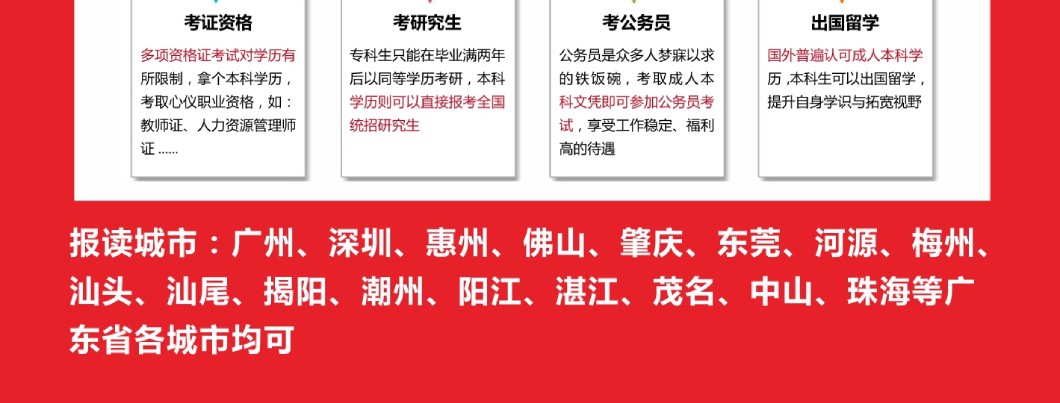 考证资格
多项资格证考试对学历有
所限制，拿个本科学历，
考取心仪职业资格，如：
教师证、人力资源管理师
证 ......
考研究生
专科生只能在毕业满两年
后以同等学历考研，本科
学历则可以直接报考全国
统招研究生
考公务员
公务员是众多人梦寐以求
的铁饭碗，考取成人本
科文凭即可参加公务员考
试，享受工作稳定、福利
高的待遇
出国留学
国外普遍认可成人本科学
历，本科生可以出国留学，
提升自身学识与拓宽视野
报读城市：广州、深圳、惠州、佛山、肇庆、东莞、河源、梅州、
汕头、汕尾、揭阳、潮州、阳江、湛江、茂名、中山、珠海等广
东省各城市均可